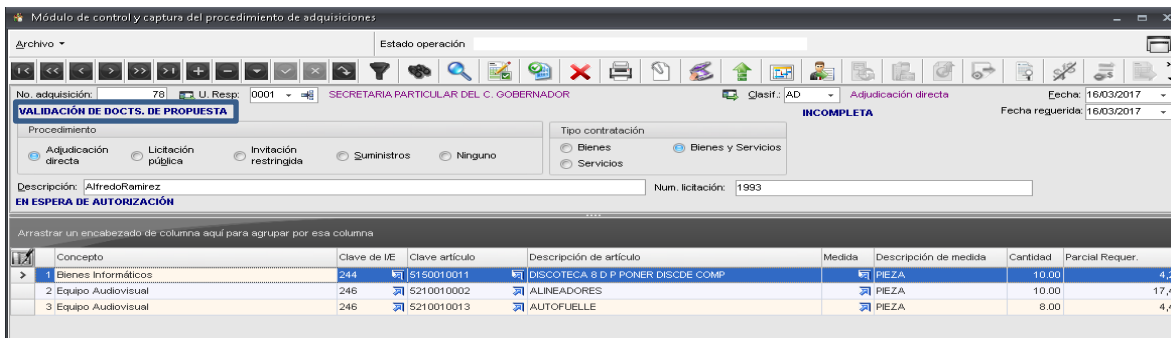 Módulo de control y captura del procedimiento de adquisiciones
Archivo Estado operación
No. adquisición: 78 U. Resp: 0001 SECRETARIA PARTICULAR DEL C. GOBERNADOR Clasif.: AD Adjudicación directa Fecha: 16/03/2017
VALIDACIÓN DE DOCTS. DE PROPUESTA INCOMPLETA Fecha requerida: 16/03/2017
Procedimiento Tipo contratación
Adjudicación directa Licitación pública Invitación restringida Suministros Ninguno Bienes Bienes y Servicios
Servicios
Descripción: AlfredoRamirez Num. licitación: 1993
EN ESPERA DE AUTORIZACIÓN
Arrastrar un encabezado de columna aquí para agrupar por esa columna
Concepto Clave de I/E Clave artículo Descripción de artículo Medida Descripción de medida Cantidad Parcial Requer.
1 Bienes Informáticos 244 5150010011 DISCOTECA 8 D P PONER DISCDE COMP PIEZA 10.00 4,2
2 Equipo Audiovisual 246 5210010002 ALINEADORES PIEZA 10.00 17,4
3 Equipo Audiovisual 246 5210010013 AUTOFUELLE PIEZA 8.00 4,4